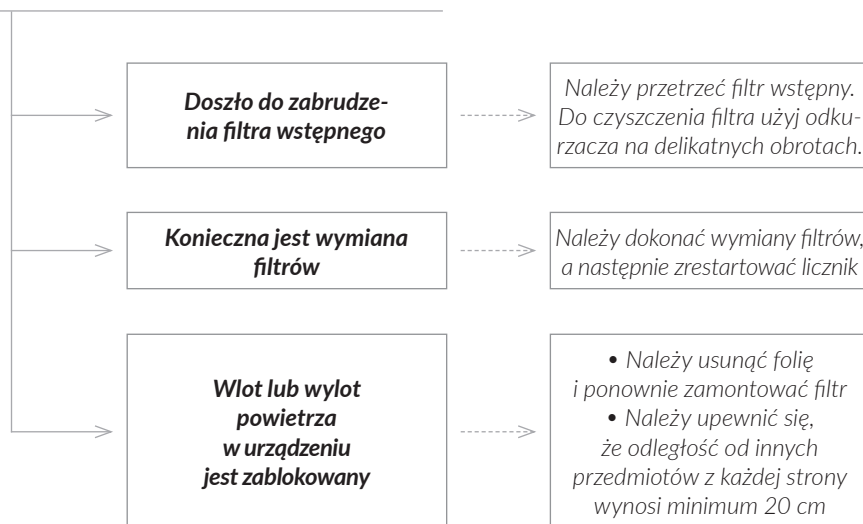 Doszło do zabrudze-
nia filtra wstępnego
Należy przetrzeć filtr wstępny.
Do czyszczenia filtra użyj odku-
rzacza na delikatnych obrotach.
Konieczna jest wymiana
filtrów
Należy dokonać wymiany filtrów,
a następnie zrestartować licznik
Wlot lub wylot
powietrza
w urządzeniu
jest zablokowany
• Należy usunąć folię
i ponownie zamontować filtr
• Należy upewnić się,
że odległość od innych
przedmiotów z każdej strony
wynosi minimum 20 cm